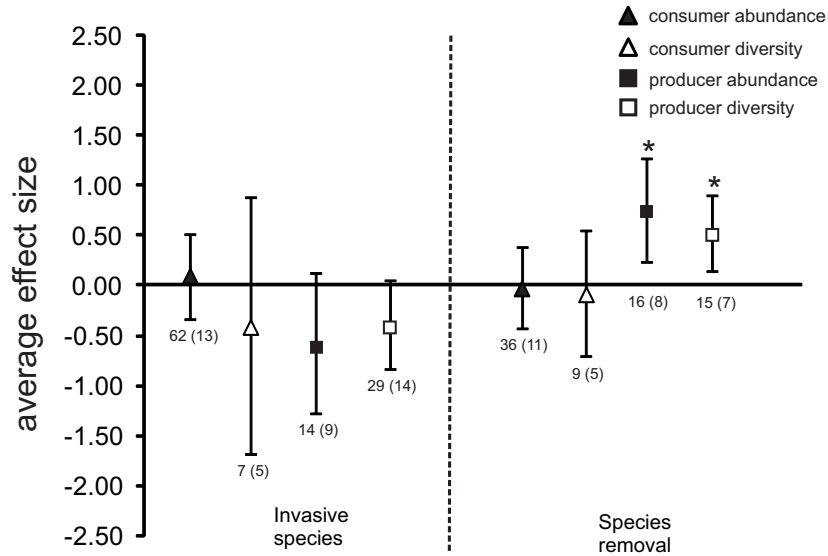 consumer abundance
consumer diversity
producer abundance
producer diversity
average effect size
2.50
2.00
1.50
1.00
0.50
0.00
-0.50
-1.00
-1.50
-2.00
-2.50
62 (13)
7 (5)
14 (9)
29 (14)
36 (11)
9 (5)
*
16 (8)
*
15 (7)
Invasive
species
Species
removal